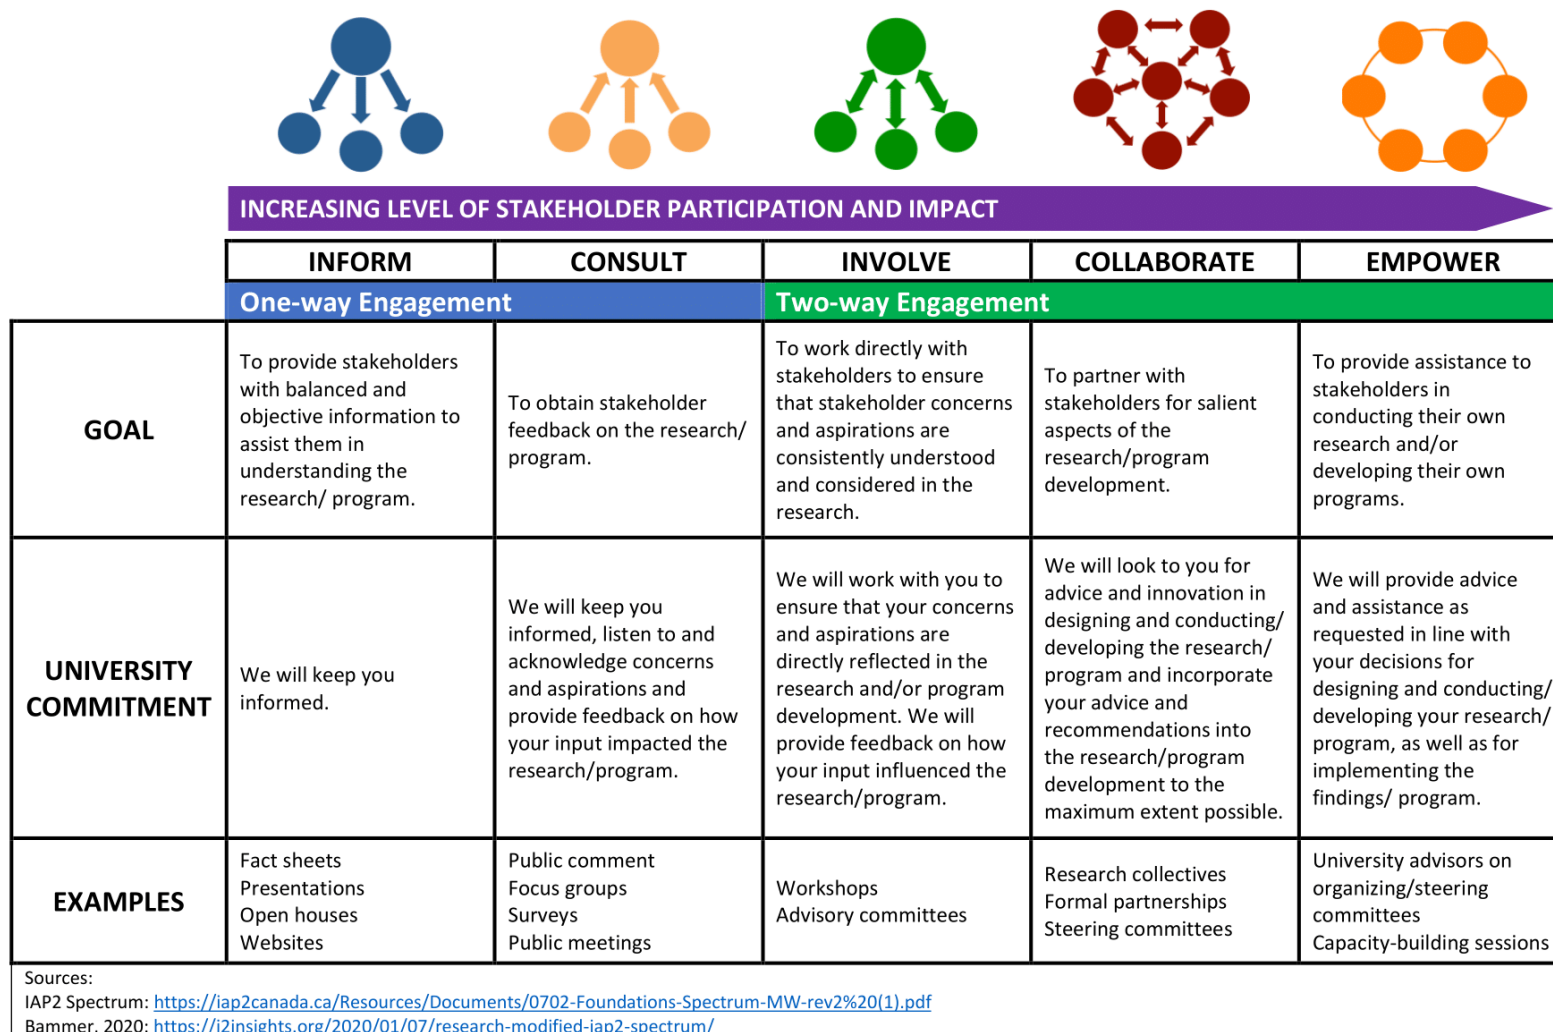 INCREASING LEVEL OF STAKEHOLDER PARTICIPATION AND IMPACT
INFORM
CONSULT
INVOLVE
COLLABORATE
EMPOWER
One-way Engagement
Two-way Engagement
GOAL
To provide stakeholders
with balanced and
objective information to
assist them in
understanding the
research/ program.
To obtain stakeholder
feedback on the research/
program.
To work directly with
stakeholders to ensure
that stakeholder concerns
and aspirations are
consistently understood
and considered in the
research.
To partner with
stakeholders for salient
aspects of the
research/program
development.
To provide assistance to
stakeholders in
conducting their own
research and/or
developing their own
programs.
UNIVERSITY
COMMITMENT
We will keep you
informed.
We will keep you
informed, listen to and
acknowledge concerns
and aspirations and
provide feedback on how
your input impacted the
research/program.
We will work with you to
ensure that your concerns
and aspirations are
directly reflected in the
research and/or program
development. We will
provide feedback on how
your input influenced the
research/program.
We will look to you for
advice and innovation in
designing and conducting/
developing the research/
program and incorporate
your advice and
recommendations into
the research/program
development to the
maximum extent possible.
We will provide advice
and assistance as
requested in line with
your decisions for
designing and conducting/
developing your research/
program, as well as for
implementing the
findings/ program.
EXAMPLES
Fact sheets
Presentations
Open houses
Websites
Public comment
Focus groups
Surveys
Public meetings
Workshops
Advisory committees
Research collectives
Formal partnerships
Steering committees
University advisors on
organizing/steering
committees
Capacity-building sessions
Sources:
IAP2 Spectrum: https://iap2canada.ca/Resources/Documents/0702-Foundations-Spectrum-MW-rev2%20(1).pdf
Bammer, 2020: https://i2insights.org/2020/01/07/research-modified-iap2-spectrum/